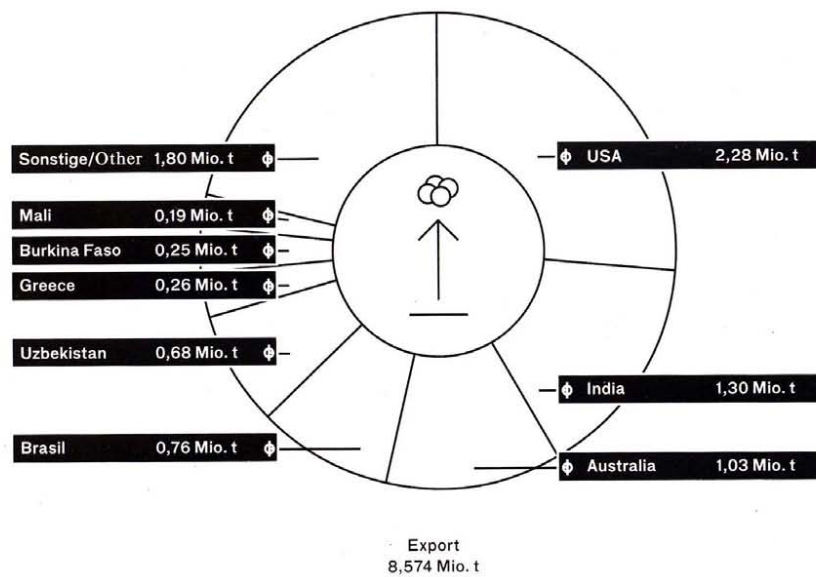 Sonstige/Other 1,80 Mio. t
Mali 0,19 Mio. t
Burkina Faso 0,25 Mio. t
Greece 0,26 Mio. t
Uzbekistan 0,68 Mio. t
Brasil 0,76 Mio. t
USA 2,28 Mio. t
India 1,30 Mio. t
Australia 1,03 Mio. t
Export
8,574 Mio. t